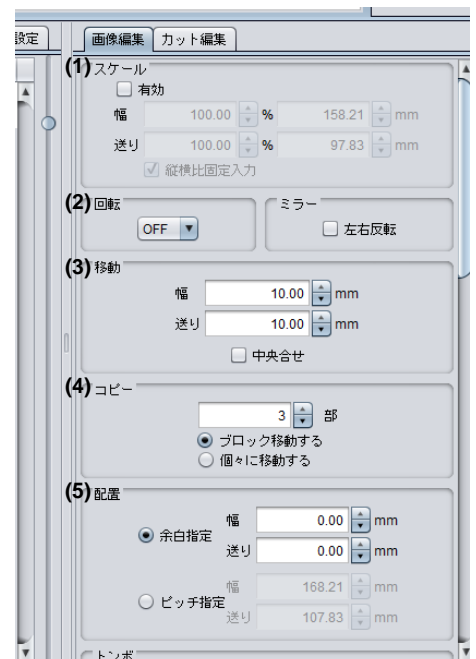 設定 画像編集 カット編集
(1) スケール
有効
幅 100.00 % 158.21 mm
送り 100.00 % 97.83 mm
縦横比固定入力
(2) 回転 ミラー
OFF 左右反転
(3) 移動
幅 10.00 mm
送り 10.00 mm
中央合せ
(4) コピー
3 部
ブロック移動する
個々に移動する
(5) 配置
余白指定
幅 0.00 mm
送り 0.00 mm
ピッチ指定
幅 168.21 mm
送り 107.83 mm
トンボ